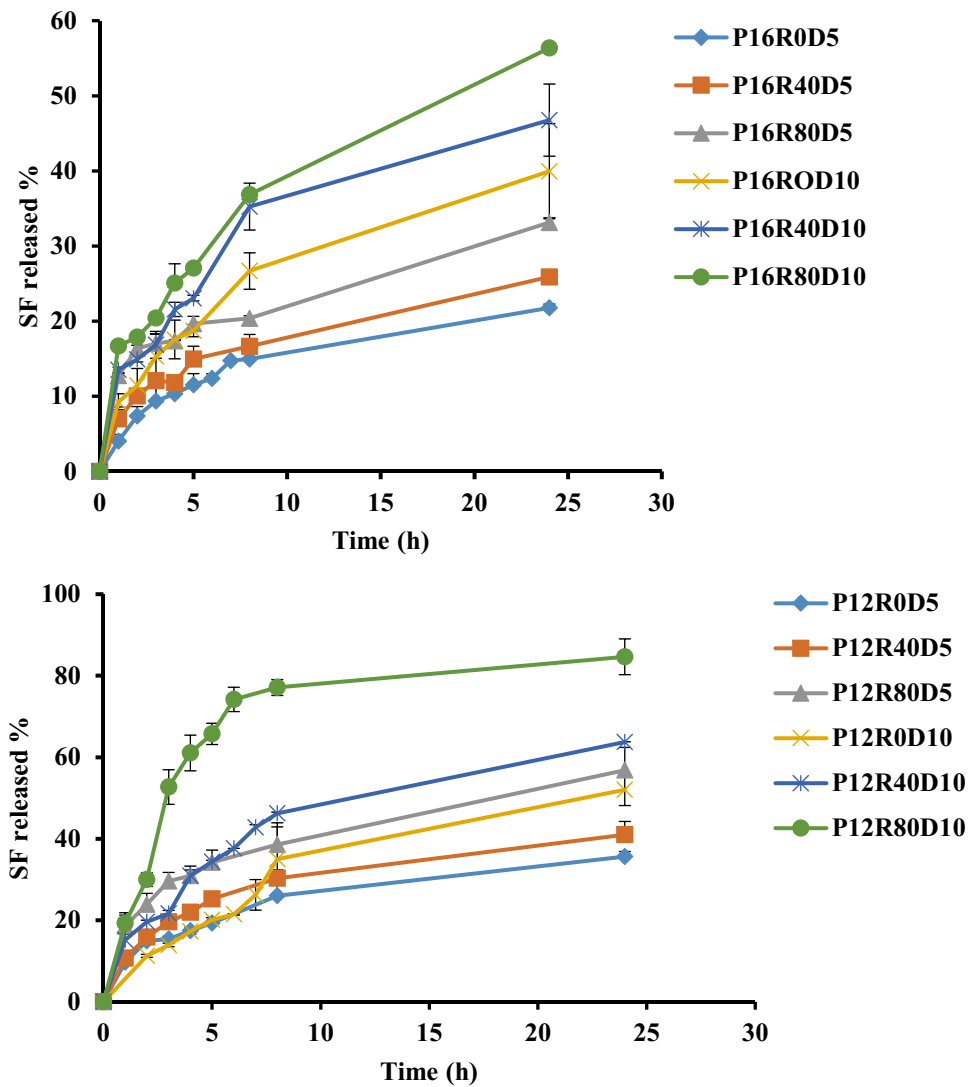 60
50
40
30
20
10
0
SF released %
0 5 10 15 20 25 30
Time (h)
P16R0D5
P16R40D5
P16R80D5
P16ROD10
P16R40D10
P16R80D10
100
80
60
40
20
0
SF released %
0 5 10 15 20 25 30
Time (h)
P12R0D5
P12R40D5
P12R80D5
P12R0D10
P12R40D10
P12R80D10